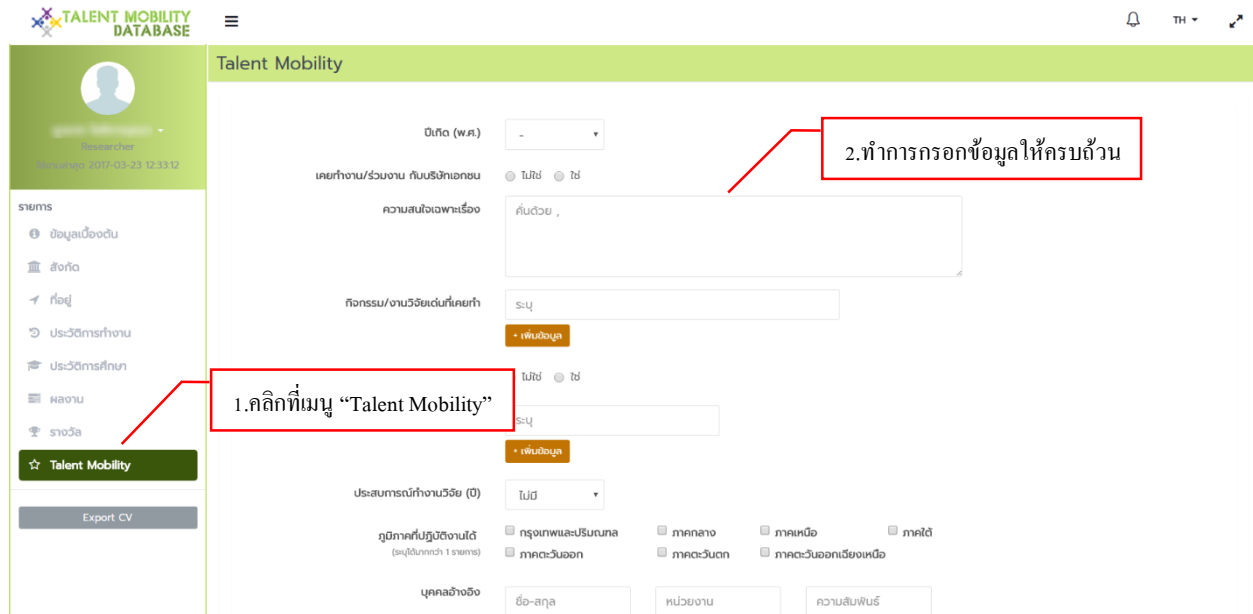 TALENT MOBILITY
DATABASE
TH
Researcher
2017-03-23 12:33:12
รายการ
ข้อมูลเบื้องต้น
สังกัด
ที่อยู่
ประวัติการทำงาน
ประวัติการศึกษา
ผลงาน
รางวัล
Talent Mobility
Export CV
Talent Mobility
ปีเกิด (พ.ศ.) -
เคยทำงาน/ร่วมงาน กับบริษัทเอกชน ไม่ใช่ ใช่
ความสนใจเฉพาะเรื่อง คั่นด้วย ,
กิจกรรม/งานวิจัยเด่นที่เคยทำ ระบุ
+ เพิ่มข้อมูล
ไม่ใช่ ใช่
ระบุ
+ เพิ่มข้อมูล
ประสบการณ์ทำงานวิจัย (ปี) ไม่มี
ภูมิภาคที่ปฏิบัติงานได้ กรุงเทพและปริมณฑล ภาคกลาง ภาคเหนือ ภาคใต้
(ระบุได้มากกว่า 1 รายการ) ภาคตะวันออก ภาคตะวันตก ภาคตะวันออกเฉียงเหนือ
บุคคลอ้างอิง ชื่อ-สกุล หน่วยงาน ความสัมพันธ์
1.คลิกที่เมนู “Talent Mobility”
2.ทำการกรอกข้อมูลให้ครบถ้วน